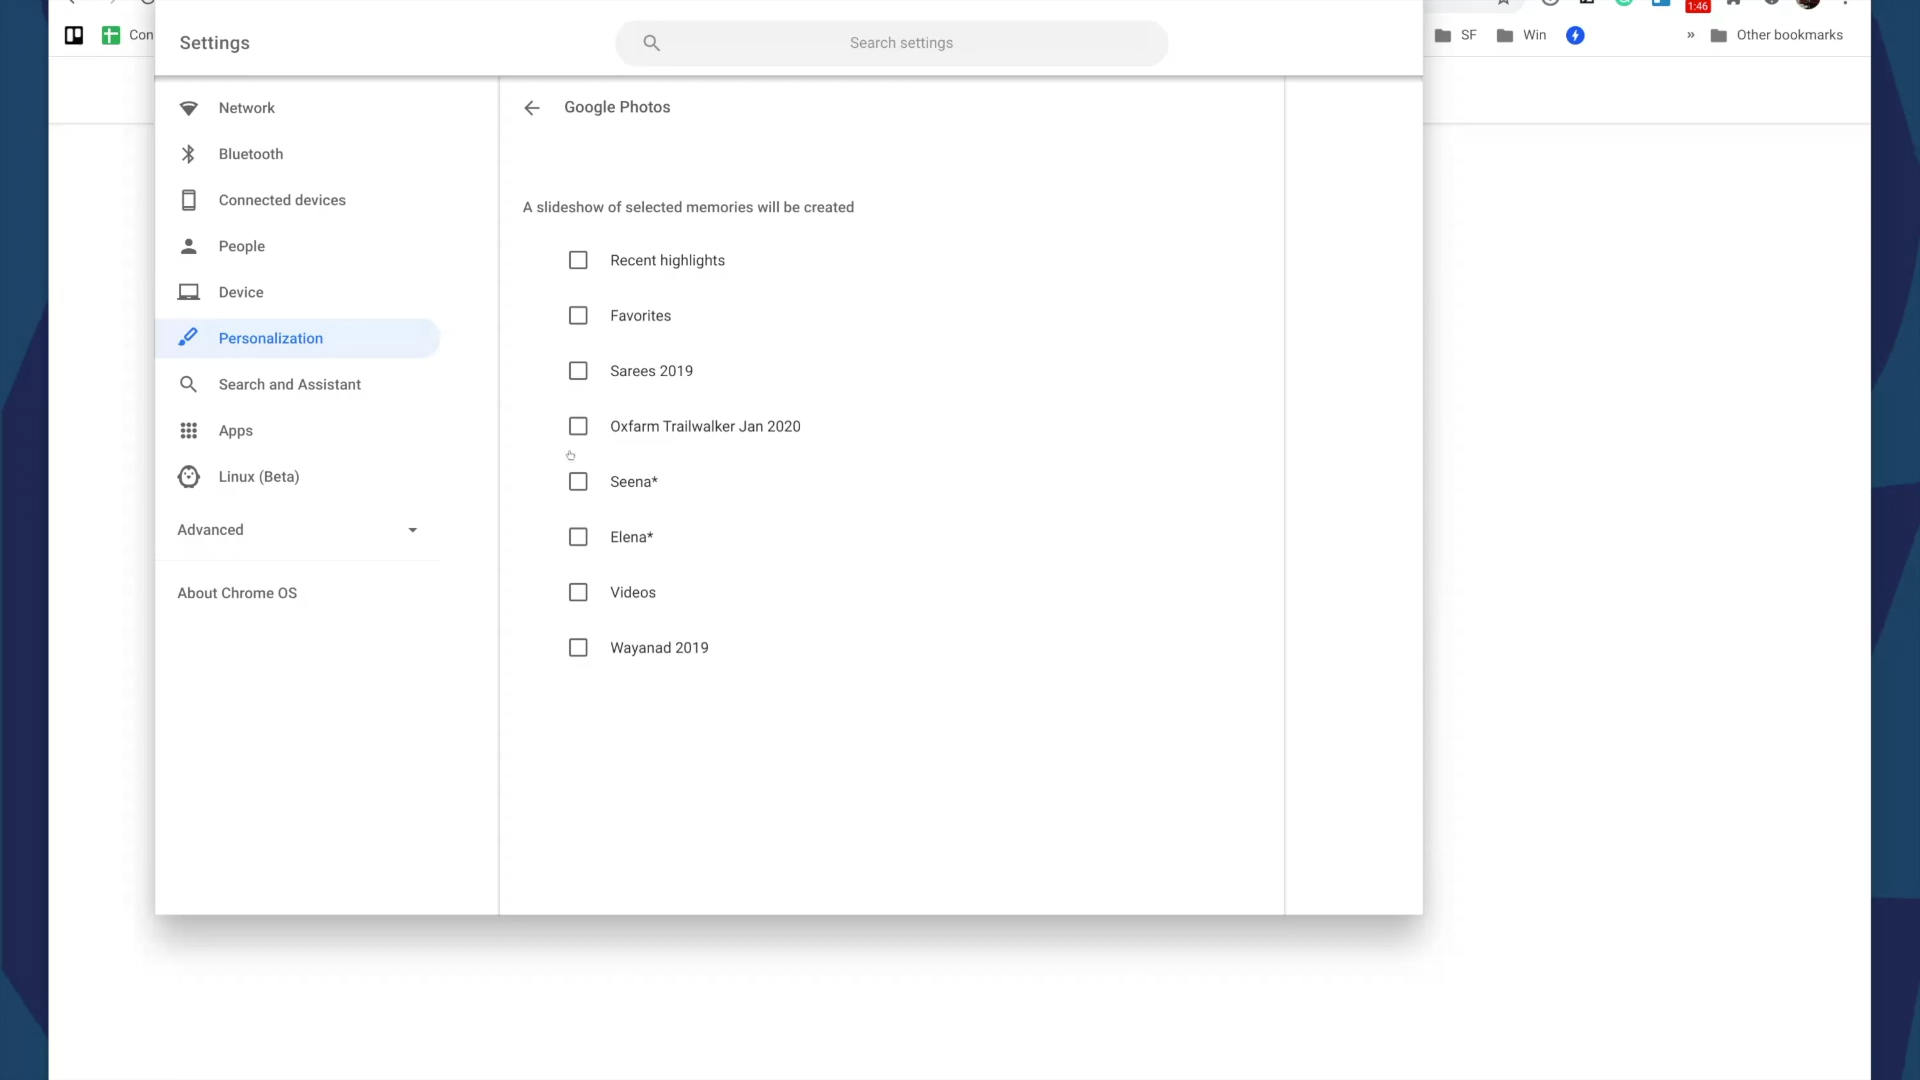 1:46
Con
SF
Win
»
Other bookmarks
Settings
Search settings
Network
Bluetooth
Connected devices
People
Device
Personalization
Search and Assistant
Apps
Linux (Beta)
Advanced
About Chrome OS
Google Photos
A slideshow of selected memories will be created
Recent highlights
Favorites
Sarees 2019
Oxfarm Trailwalker Jan 2020
Seena*
Elena*
Videos
Wayanad 2019